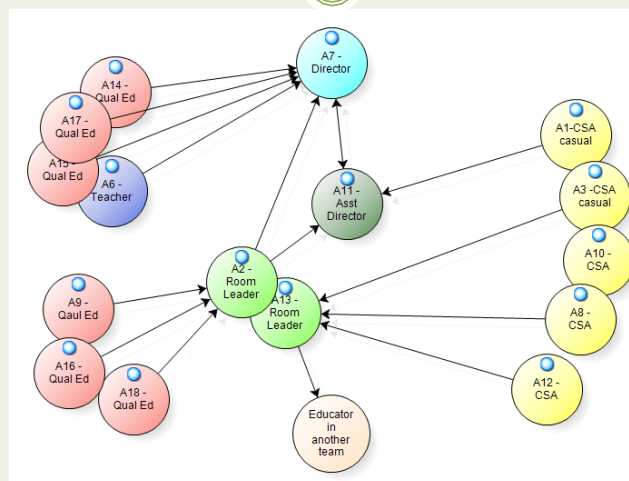 A7 -
Director
A14 -
Qual Ed
A17 -
Qual Ed
A15 -
Qual Ed
A6 -
Teacher
A1-CSA
casual
A3 -CSA
casual
A11 -
Asst
Director
A10 -
CSA
A2 -
Room
Leader
A13 -
Room
Leader
A9 -
Qaul Ed
A8 -
CSA
A16 -
Qual Ed
A18 -
Qual Ed
A12 -
CSA
Educator
in
another
team